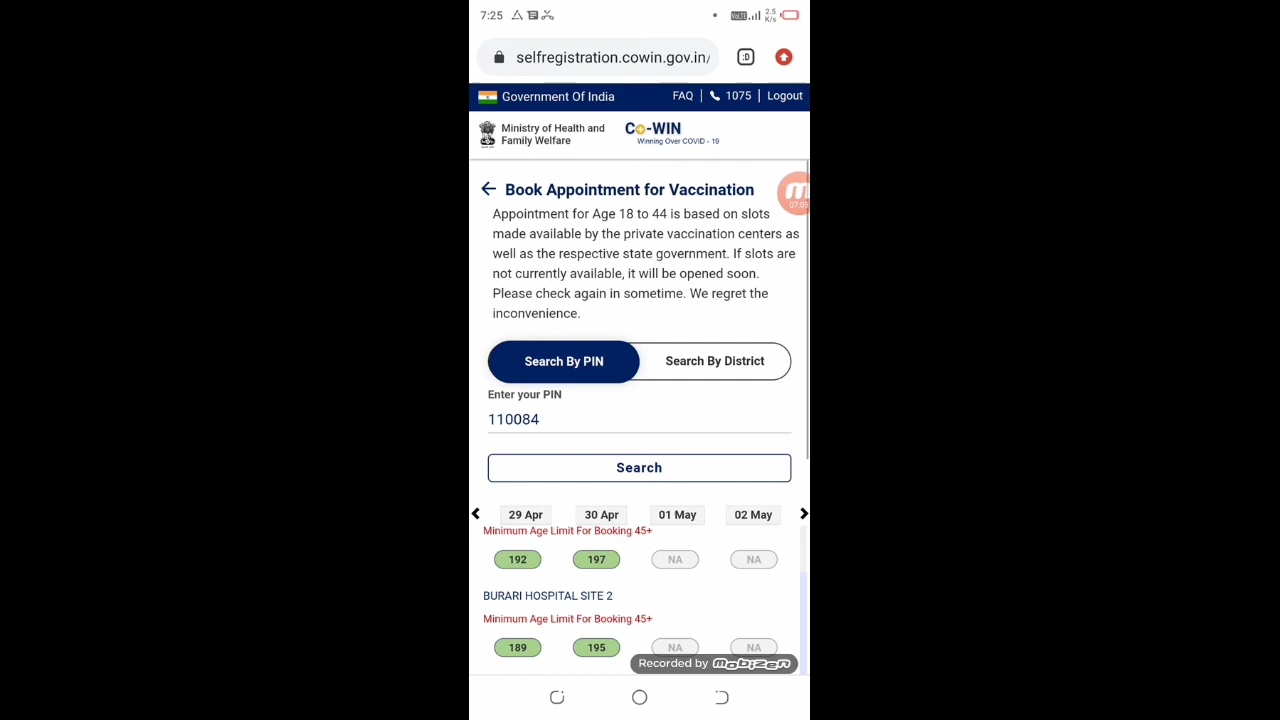 7:25
VoLTE 2.5 K/s
selfregistration.cowin.gov.in/
:D
Government Of India FAQ 1075 Logout
Ministry of Health and
Family Welfare
Co-WIN
Winning Over COVID - 19
Book Appointment for Vaccination
07:05
Appointment for Age 18 to 44 is based on slots
made available by the private vaccination centers as
well as the respective state government. If slots are
not currently available, it will be opened soon.
Please check again in sometime. We regret the
inconvenience.
Search By PIN Search By District
Enter your PIN
110084
Search
29 Apr 30 Apr 01 May 02 May
Minimum Age Limit For Booking 45+
192 197 NA NA
BURARI HOSPITAL SITE 2
Minimum Age Limit For Booking 45+
189 195 NA NA
Recorded by mobizen